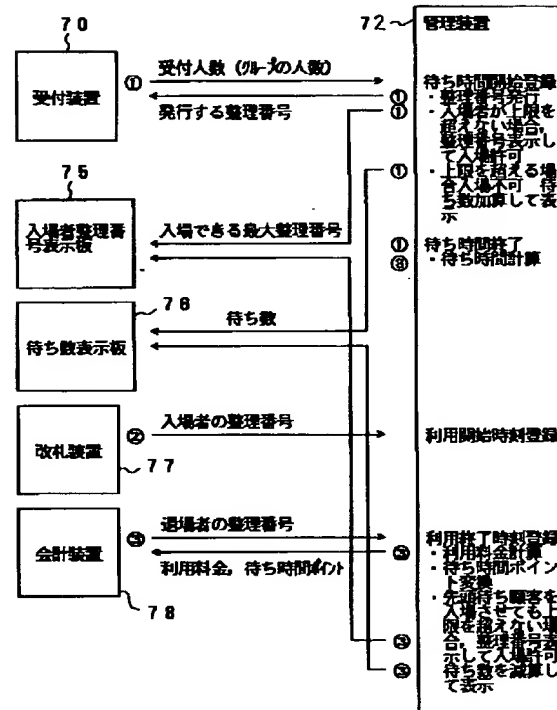 70
受付装置
① 受付人数(グループの人数)
発行する整理番号
75
入場者整理番
号表示板
入場できる最大整理番号
76
待ち数表示板
待ち数
改札装置
77
② 入場者の整理番号
会計装置
78
③ 退場者の整理番号
利用料金,待ち時間ポイント
72
管理装置
待ち時間開始登録
① ・整理番号発行
① ・入場者が上限を
超えない場合,
整理番号表示し
て入場許可
① ・上限を超える場
合入場不可 待
ち数加算して表
示
① 待ち時間終了
③ ・待ち時間計算
利用開始時刻登録
利用終了時刻登録
③ ・利用料金計算
・待ち時間ポイン
ト変換
・先頭待ち顧客を
入場させても上
限を超えない場
③ 合,整理番号表
示して入場許可
③ 待ち数を減算し
て表示